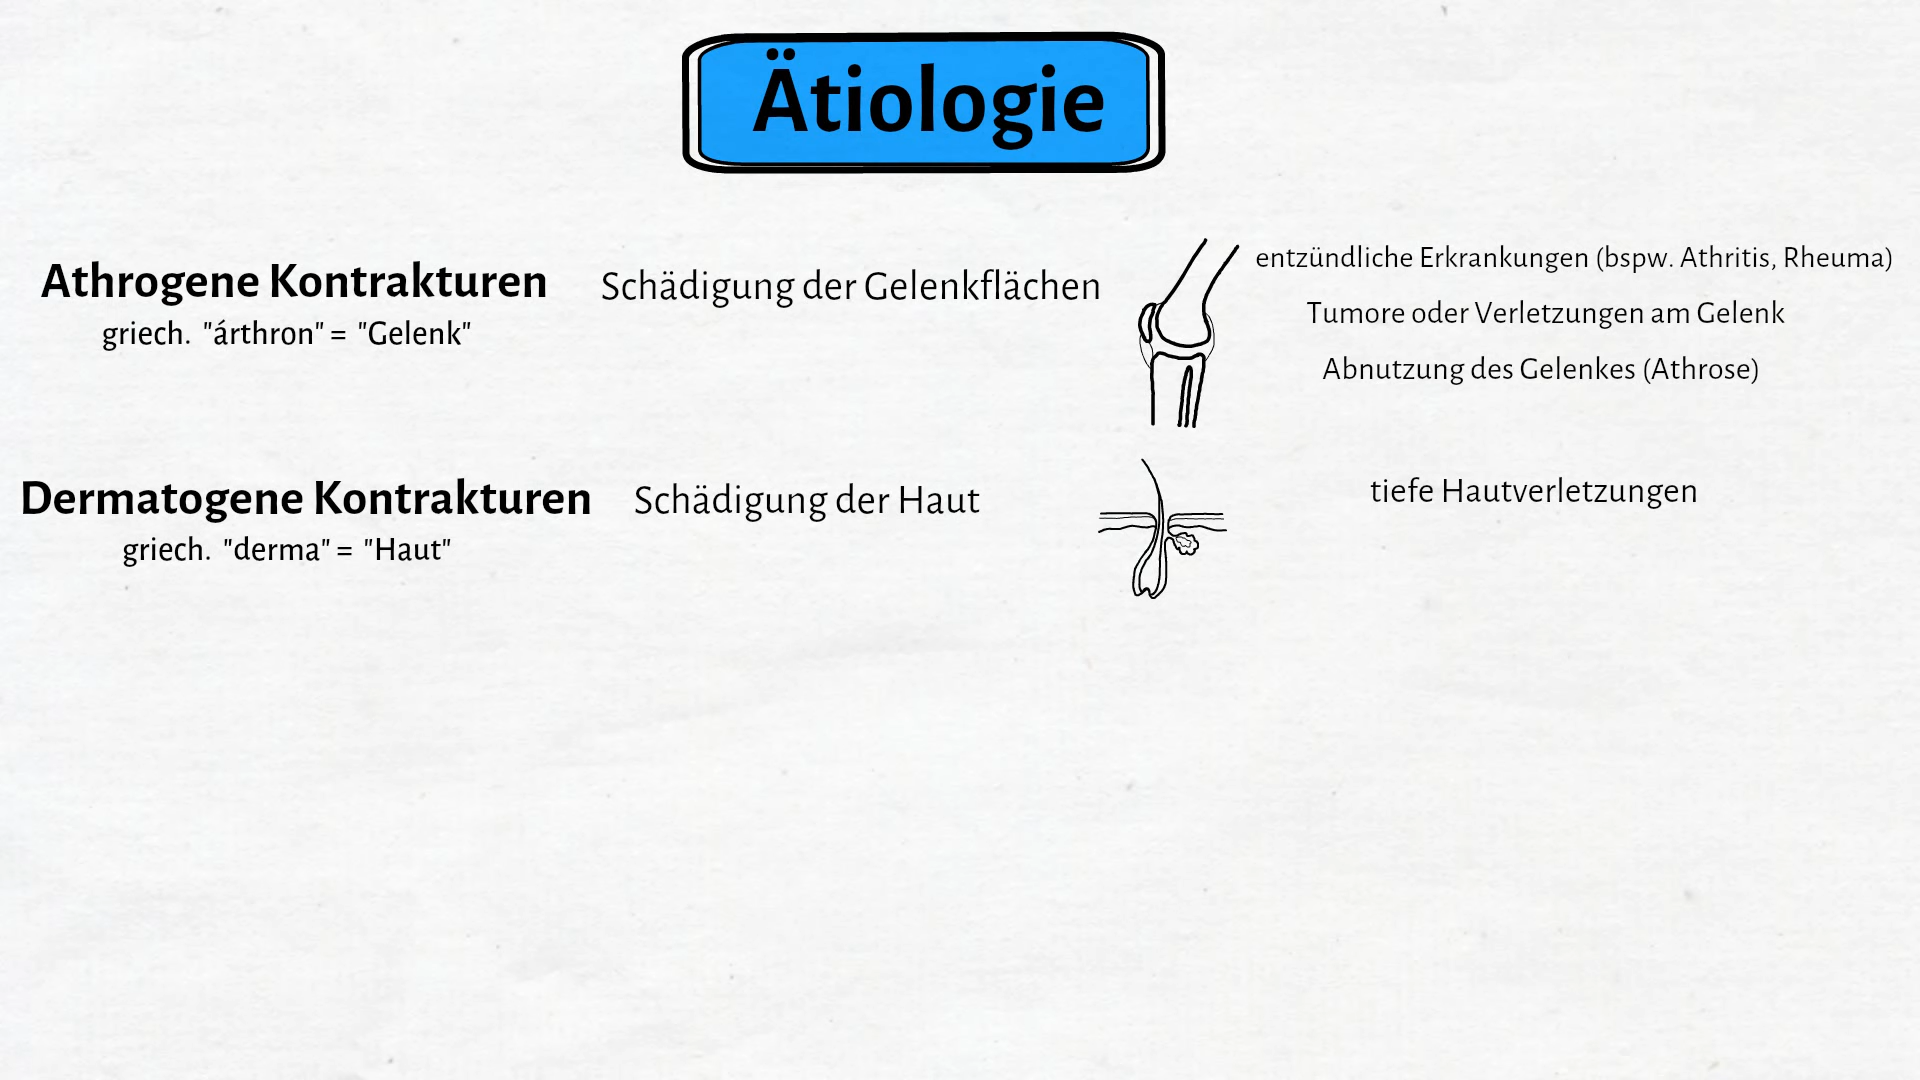 Ätiologie
Athrogene Kontrakturen
griech. "árthron" = "Gelenk"
Schädigung der Gelenkflächen
entzündliche Erkrankungen (bspw. Athritis, Rheuma)
Tumore oder Verletzungen am Gelenk
Abnutzung des Gelenkes (Athrose)
Dermatogene Kontrakturen
griech. "derma" = "Haut"
Schädigung der Haut
tiefe Hautverletzungen